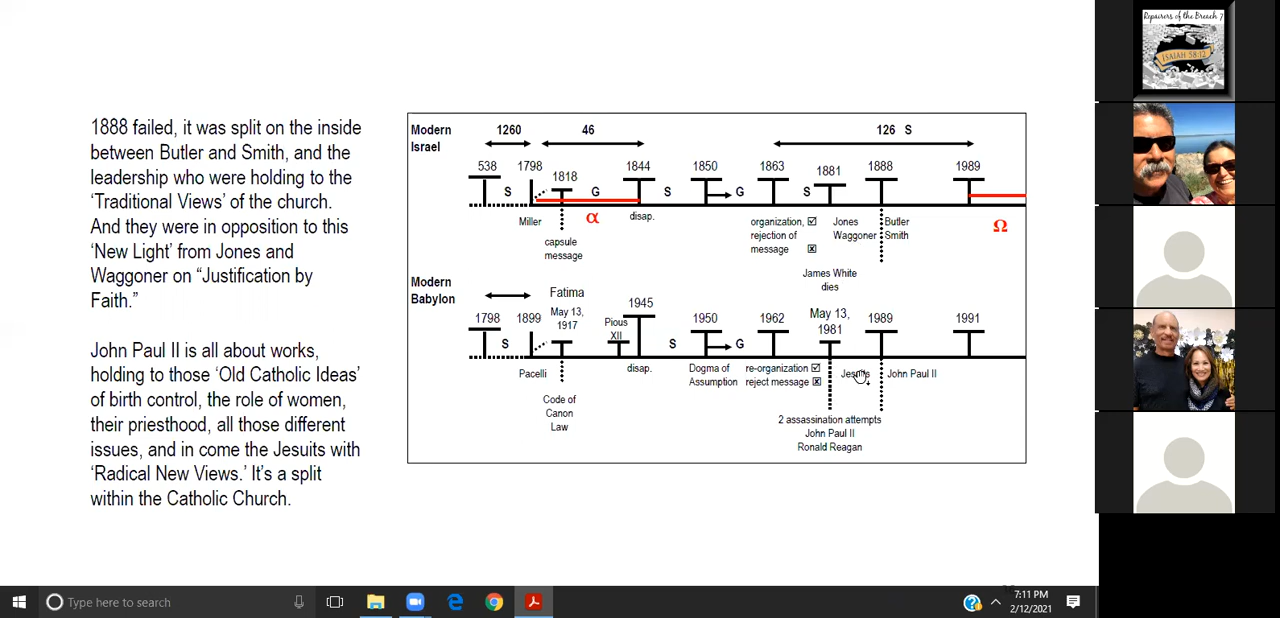 1888 failed, it was split on the inside
between Butler and Smith, and the
leadership who were holding to the
‘Traditional Views’ of the church.
And they were in opposition to this
‘New Light’ from Jones and
Waggoner on “Justification by
Faith.”
John Paul II is all about works,
holding to those ‘Old Catholic Ideas’
of birth control, the role of women,
their priesthood, all those different
issues, and in come the Jesuits with
‘Radical New Views.’ It’s a split
within the Catholic Church.
Modern
Israel
1260
46
126 S
538
1798
1818
1844
1850
1863
1881
1888
1989
S
G
S
G
S
Miller
α
disap.
capsule
message
organization, ☑
rejection of
message ☒
Jones
Waggoner
Butler
Smith
Ω
James White
dies
Modern
Babylon
Fatima
1798
1899
May 13,
1917
Pious
XII
1945
1950
1962
May 13,
1981
1989
1991
S
S
G
Pacelli
disap.
Dogma of
Assumption
re-organization ☑
reject message ☒
Jesuits
John Paul II
Code of
Canon
Law
2 assassination attempts
John Paul II
Ronald Reagan
Repairers of the Breach 7
ISAIAH 58:12
Type here to search
7:11 PM
2/12/2021